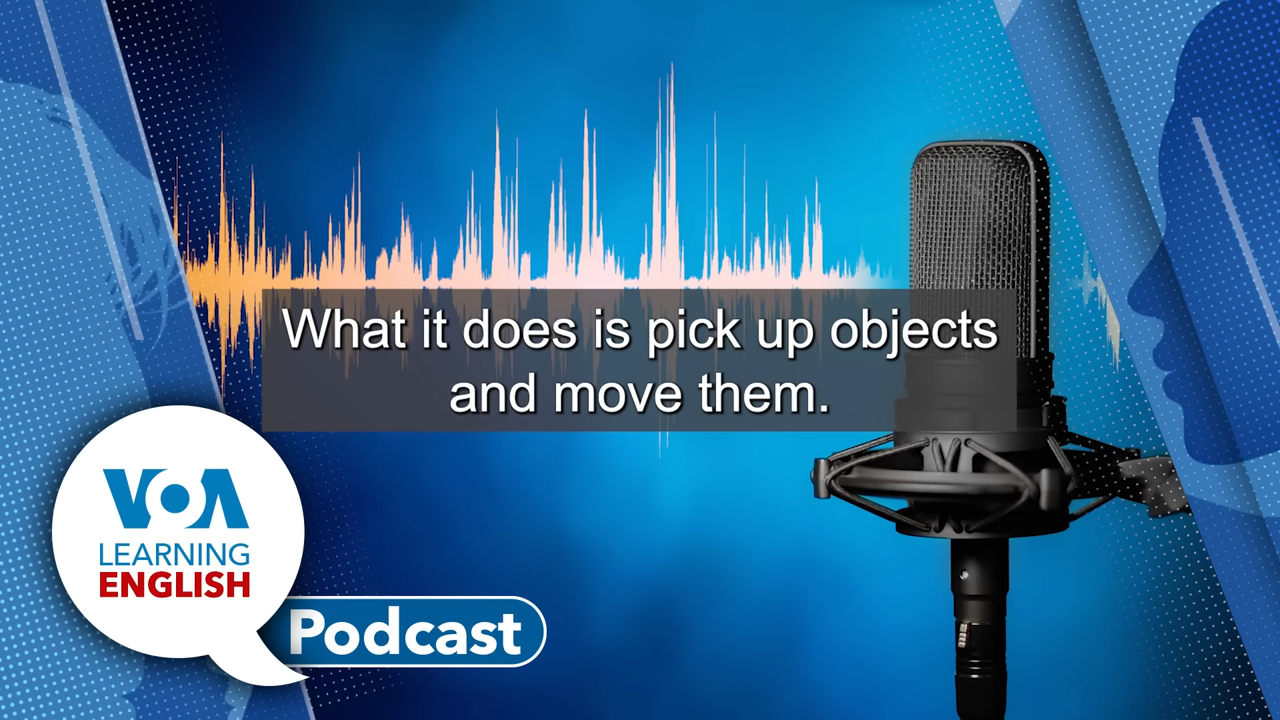 What it does is pick up objects
and move them.
VOA
LEARNING
ENGLISH
Podcast